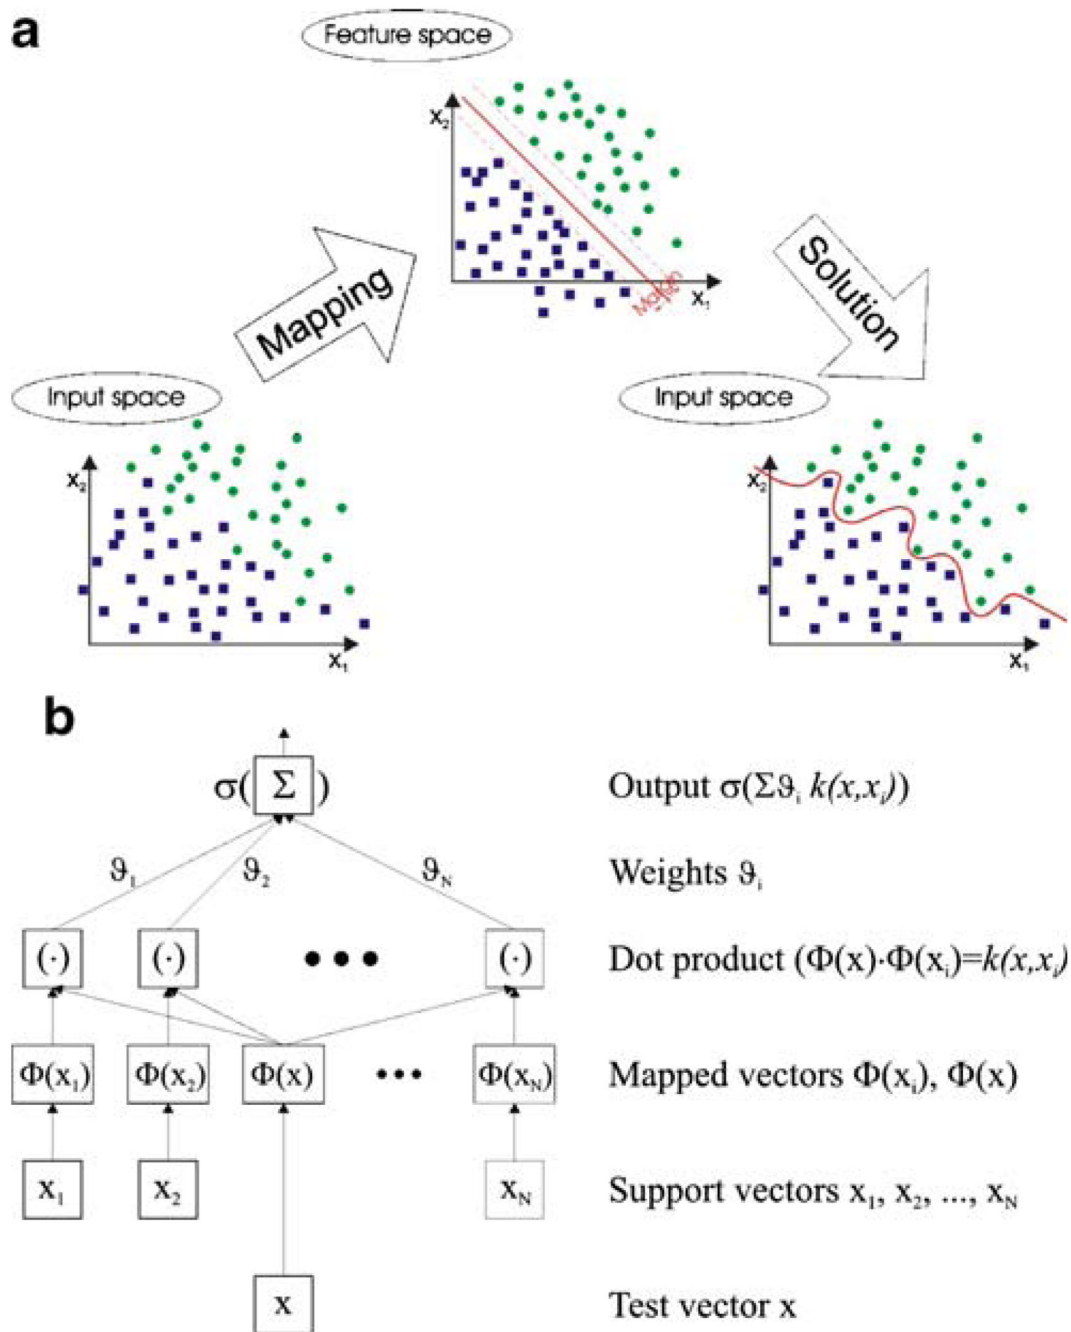 a
Feature space
x₂
x₁
Margin
Mapping
Solution
Input space
x₂
x₁
Input space
x₂
x₁
b
σ( Σ )
Output σ(Σϑᵢ k(x,xᵢ))
ϑ₁ ϑ₂ ϑN
Weights ϑᵢ
(·) (·) ••• (·)
Dot product (Φ(x)·Φ(xᵢ)=k(x,xᵢ)
Φ(x₁) Φ(x₂) Φ(x) ••• Φ(xN)
Mapped vectors Φ(xᵢ), Φ(x)
x₁ x₂ xN
Support vectors x₁, x₂, ..., xN
x
Test vector x